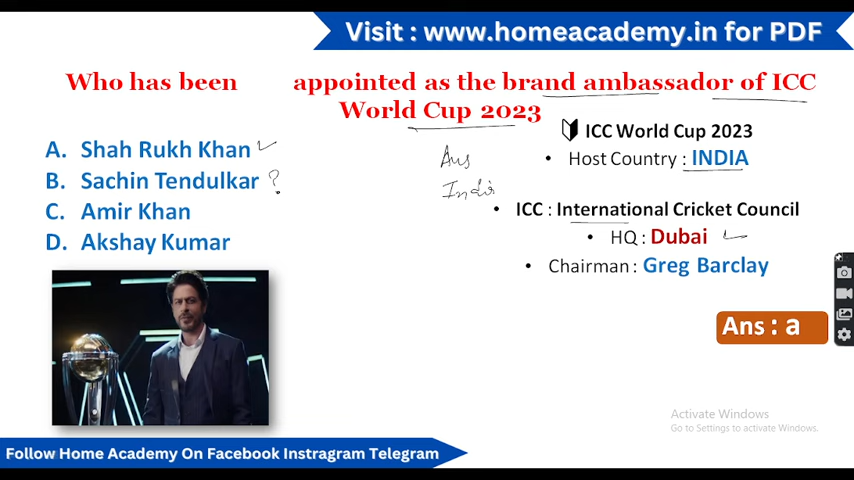 Visit : www.homeacademy.in for PDF
Who has been appointed as the brand ambassador of ICC
World Cup 2023
A. Shah Rukh Khan
B. Sachin Tendulkar ?
C. Amir Khan
D. Akshay Kumar
ICC World Cup 2023
• Host Country : INDIA
Ans
• ICC : International Cricket Council
• HQ : Dubai
• Chairman : Greg Barclay
Ans : a
Activate Windows
Go to Settings to activate Windows.
Follow Home Academy On Facebook Instragram Telegram